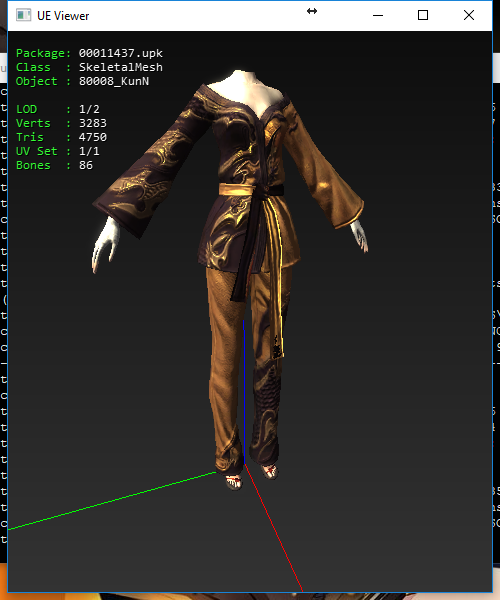 UE Viewer
Package: 00011437.upk
Class : SkeletalMesh
Object : 80008_KunN
LOD : 1/2
Verts : 3283
Tris : 4750
UV Set : 1/1
Bones : 86